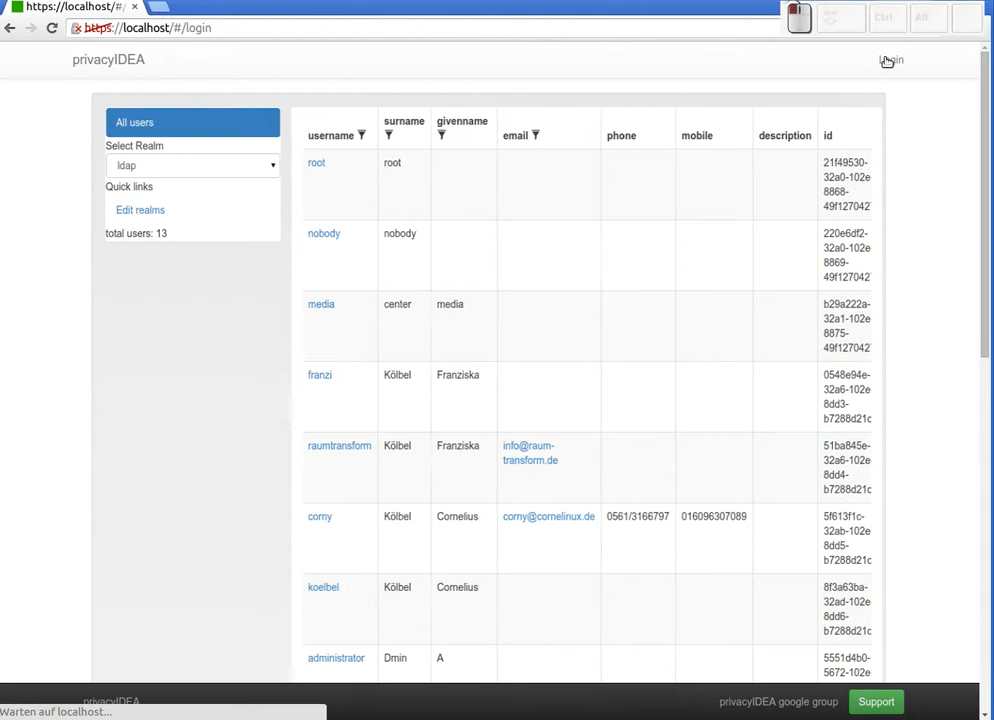 https://localhost/#/
https://localhost/#/login
Ctrl
Alt
privacyIDEA
Login
All users
Select Realm
ldap
Quick links
Edit realms
total users: 13
username surname givenname email phone mobile description id
root root 21f49530-
32a0-102e
8868-
49f127042
nobody nobody 220e6df2-
32a0-102e
8869-
49f127042
media center media b29a222a-
32a1-102e
8875-
49f127042
franzi Kölbel Franziska 0548e94e-
32a6-102e
8dd3-
b7288d21c
raumtransform Kölbel Franziska info@raum- 51ba845e-
transform.de 32a6-102e
8dd4-
b7288d21c
corny Kölbel Cornelius corny@cornelinux.de 0561/3166797 016096307089 5f613f1c-
32ab-102e
8dd5-
b7288d21c
koelbel Kölbel Cornelius 8f3a63ba-
32ad-102e
8dd6-
b7288d21c
administrator Dmin A 5551d4b0-
5672-102e
privacyIDEA
privacyIDEA google group
Support
Warten auf localhost...